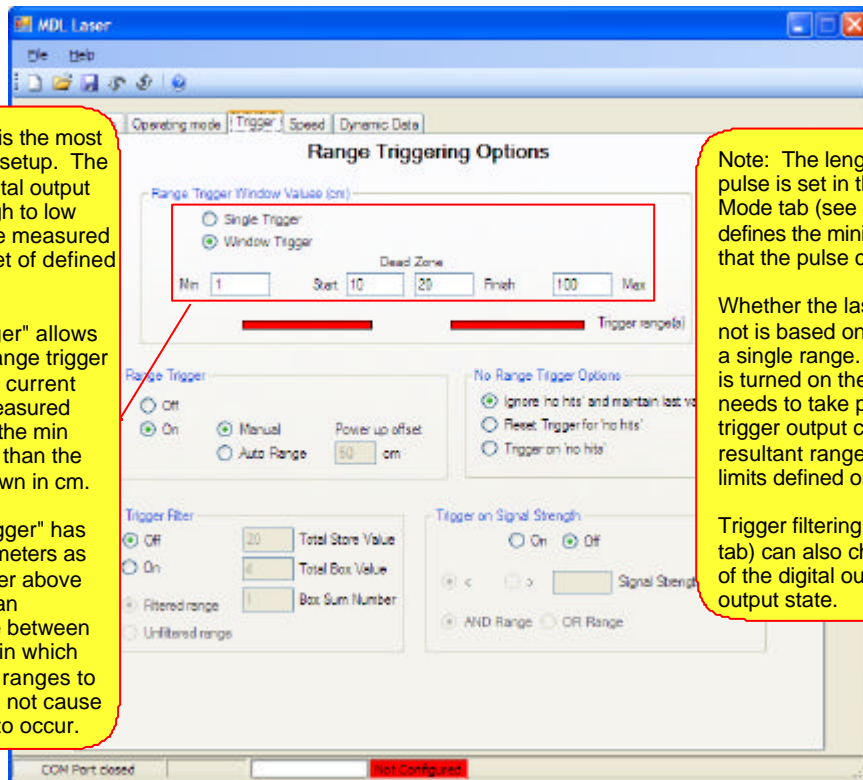 MDL Laser
File Help
Operating mode Trigger Speed Dynamic Data
Range Triggering Options
Range Trigger Window Values (cm)
Single Trigger
Window Trigger
Dead Zone
Min 1 Start 10 20 Finish 100 Max
Trigger range(s)
Range Trigger
Off
On Manual Power up offset
Auto Range 50 cm
No Range Trigger Options
Ignore 'no hits' and maintain last va
Reset Trigger for 'no hits'
Trigger on 'no hits'
Trigger Filter
Off 20 Total Store Value
On 4 Total Box Value
Filtered range 1 Box Sum Number
Unfiltered range
Trigger on Signal Strength
On Off
< > Signal Strengt
AND Range OR Range
COM Port closed Not Configured
is the most
setup. The
tal output
gh to low
e measured
et of defined
ger" allows
ange trigger
current
easured
the min
than the
wn in cm.
gger" has
meters as
er above
an
e between
in which
ranges to
not cause
to occur.
Note: The leng
pulse is set in th
Mode tab (see
defines the mini
that the pulse c
Whether the las
not is based on
a single range.
is turned on the
needs to take p
trigger output c
resultant range
limits defined o
Trigger filtering
tab) can also ch
of the digital ou
output state.